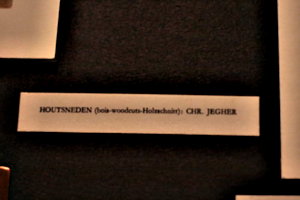 HOUTSNEDEN (bois-woodcuts-Holzschnitt): CHR. JEGHER